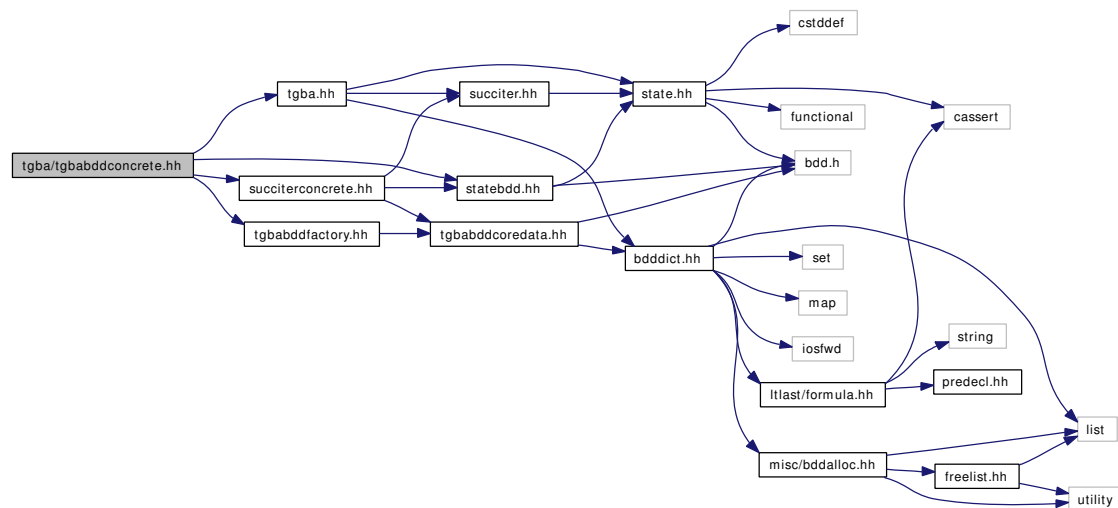 cstddef
tgba.hh
succiter.hh
state.hh
functional
cassert
tgba/tgbabddconcrete.hh
bdd.h
succiterconcrete.hh
statebdd.hh
tgbabddfactory.hh
tgbabddcoredata.hh
bdddict.hh
set
map
string
iosfwd
predecl.hh
ltlast/formula.hh
list
misc/bddalloc.hh
freelist.hh
utility